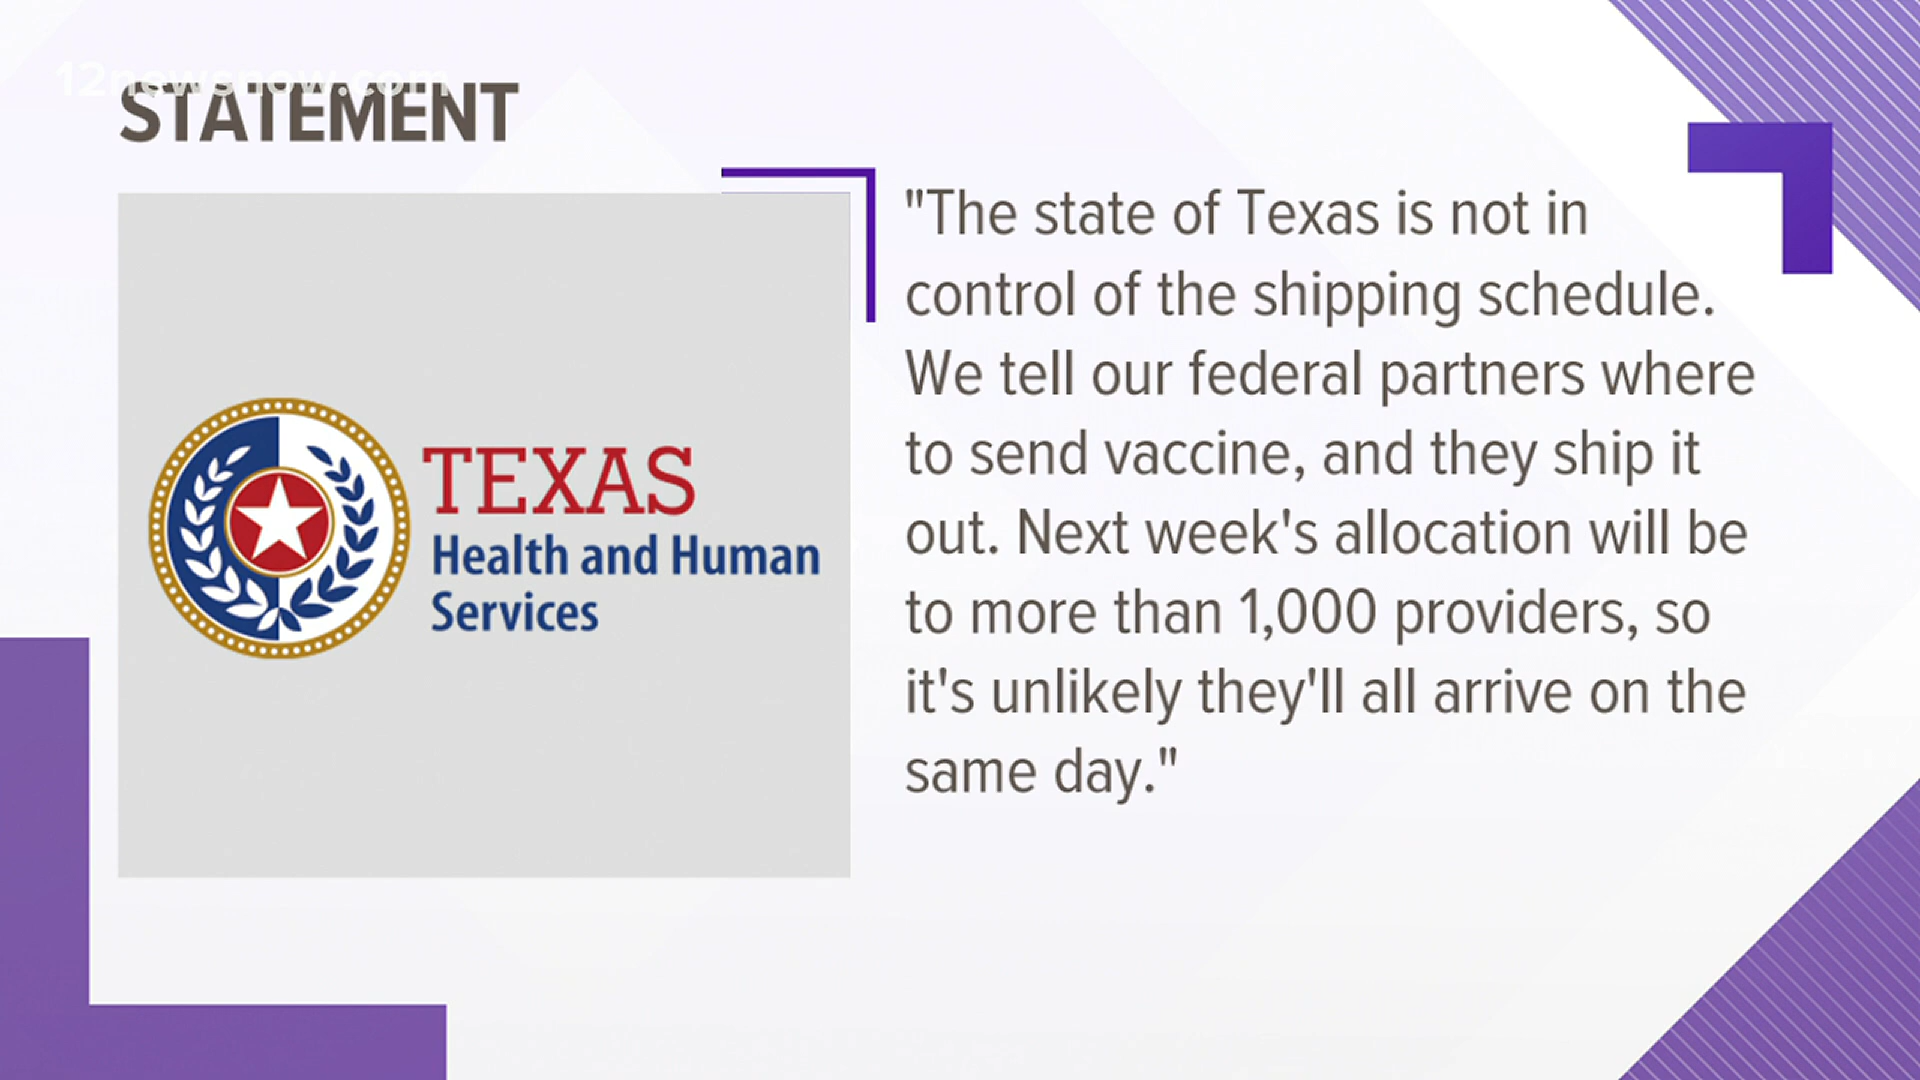 12newsnow.com
STATEMENT
TEXAS
Health and Human
Services
"The state of Texas is not in
control of the shipping schedule.
We tell our federal partners where
to send vaccine, and they ship it
out. Next week's allocation will be
to more than 1,000 providers, so
it's unlikely they'll all arrive on the
same day."